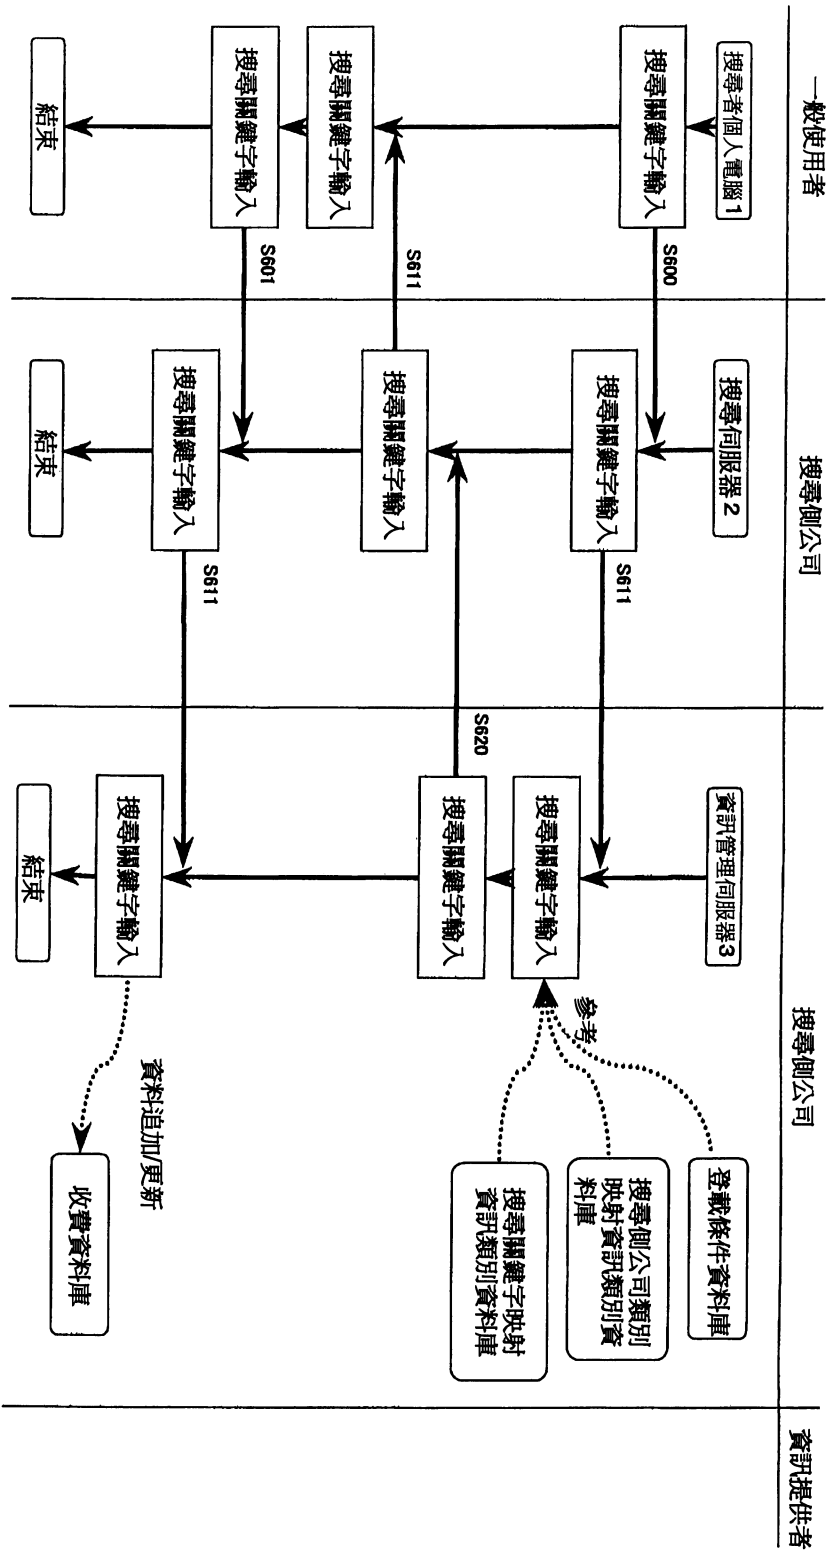 一般使用者
搜尋側公司
搜尋側公司
資訊提供者
搜尋者個人電腦1
搜尋伺服器2
資訊管理伺服器3
搜尋關鍵字輸入
S600
搜尋關鍵字輸入
S611
搜尋關鍵字輸入
參考
登載條件資料庫
搜尋側公司類別
映射資訊類別資
料庫
搜尋關鍵字映射
資訊類別資料庫
搜尋關鍵字輸入
S620
搜尋關鍵字輸入
S611
搜尋關鍵字輸入
搜尋關鍵字輸入
S601
搜尋關鍵字輸入
S611
搜尋關鍵字輸入
資料追加/更新
收費資料庫
結束
結束
結束